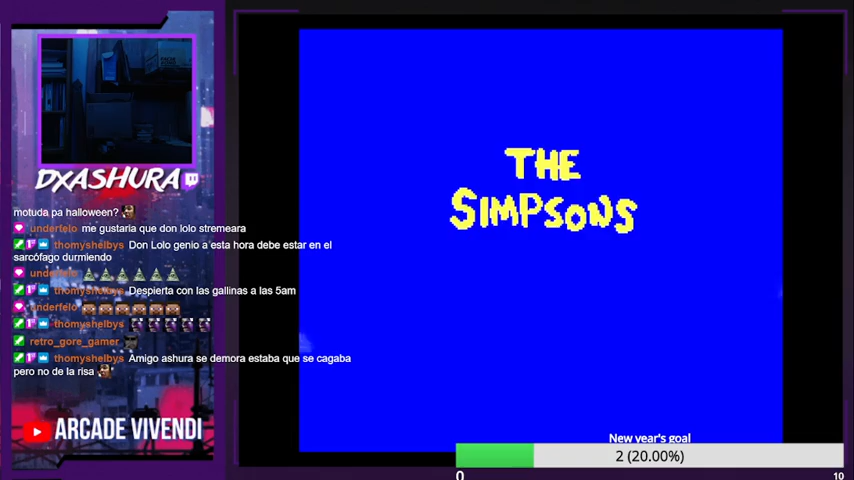 DXASHURA
motuda pa halloween?
underfelo me gustaria que don lolo stremeara
thomyshelbys Don Lolo genio a esta hora debe estar en el
sarcófago durmiendo
underfelo
thomyshelbys Despierta con las gallinas a las 5am
underfelo
thomyshelbys
retro_gore_gamer
thomyshelbys Amigo ashura se demora estaba que se cagaba
pero no de la risa
ARCADE VIVENDI
THE
SIMPSONS
New year's goal
2 (20.00%)
0 10